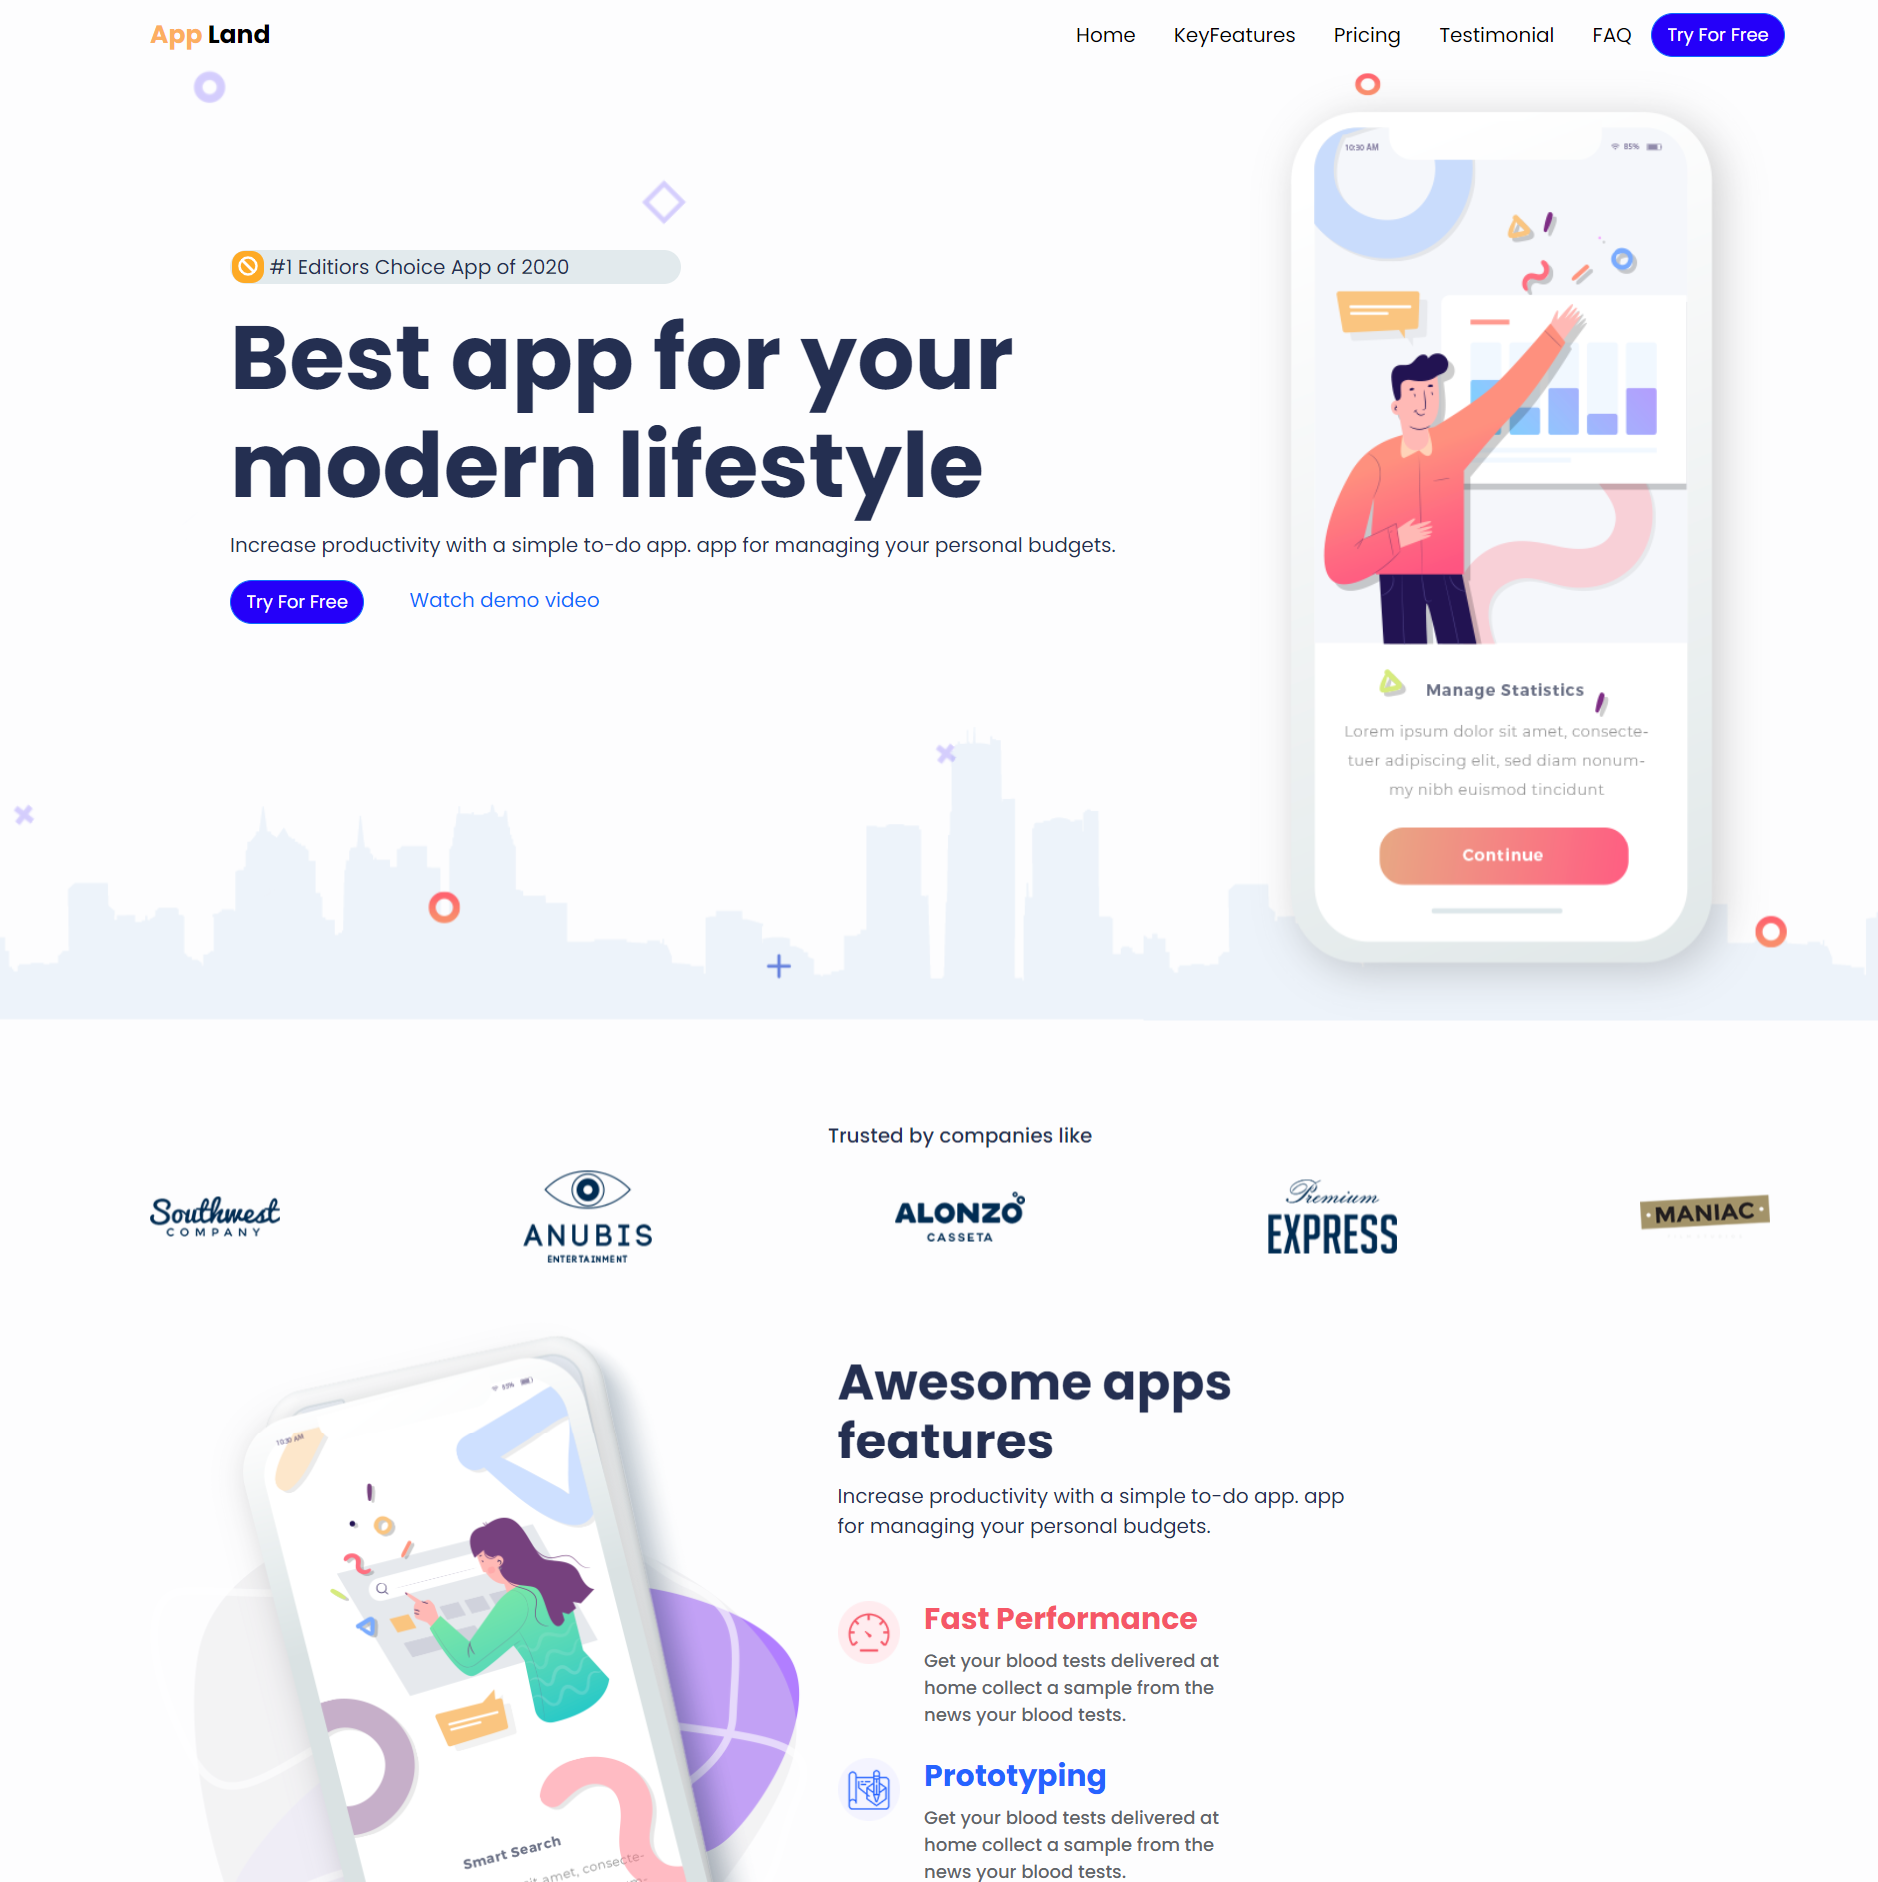 App Land
Home KeyFeatures Pricing Testimonial FAQ Try For Free
10:30 AM 85%
#1 Editiors Choice App of 2020
Best app for your
modern lifestyle
Increase productivity with a simple to-do app. app for managing your personal budgets.
Try For Free Watch demo video
Manage Statistics
Lorem ipsum dolor sit amet, consecte-
tuer adipiscing elit, sed diam nonum-
my nibh euismod tincidunt
Continue
Trusted by companies like
Southwest
COMPANY
ANUBIS
ENTERTAINMENT
ALONZO
CASSETA
Premium
EXPRESS
MANIAC
10:30 AM 85%
Smart Search
sit amet, consecte-
Awesome apps
features
Increase productivity with a simple to-do app. app
for managing your personal budgets.
Fast Performance
Get your blood tests delivered at
home collect a sample from the
news your blood tests.
Prototyping
Get your blood tests delivered at
home collect a sample from the
news your blood tests.